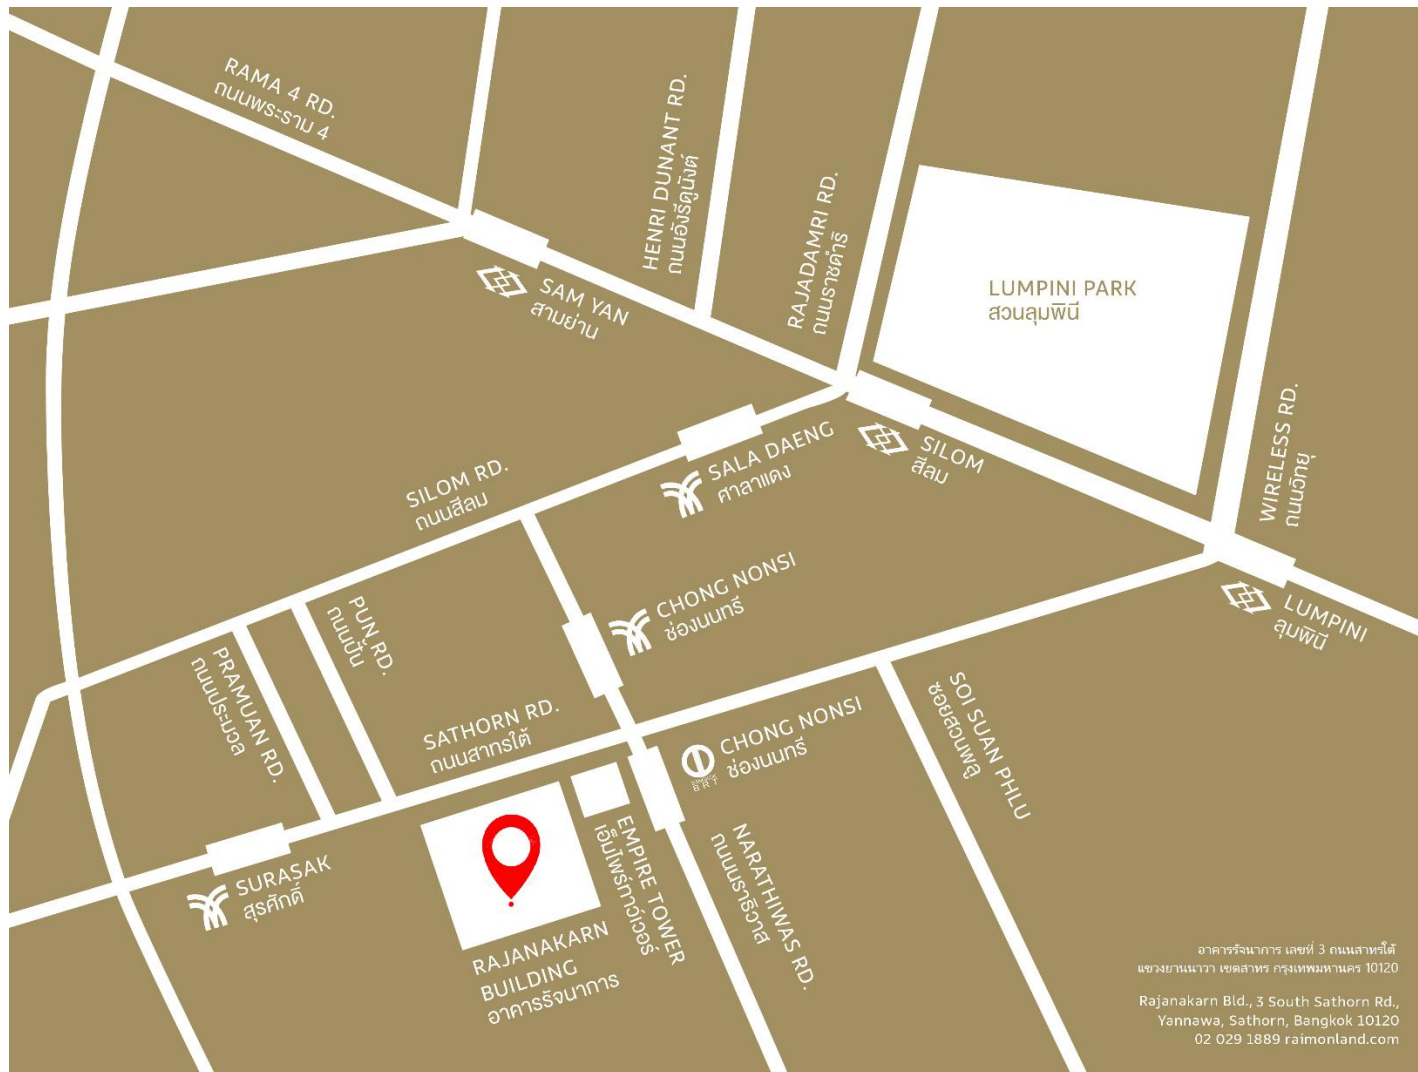 RAMA 4 RD.
ถนนพระราม 4
HENRI DUNANT RD.
ถนนอังรีดูนังต์
RAJADAMRI RD.
ถนนราชดำริ
LUMPINI PARK
สวนลุมพินี
SAM YAN
สามย่าน
WIRELESS RD.
ถนนวิทยุ
SALA DAENG
ศาลาแดง
SILOM
สีลม
SILOM RD.
ถนนสีลม
CHONG NONSI
ช่องนนทรี
LUMPINI
ลุมพินี
PUN RD.
ถนนปั้น
PRAMUAN RD.
ถนนประมวล
SATHORN RD.
ถนนสาทรใต้
CHONG NONSI
ช่องนนทรี
BRT
SOI SUAN PHLU
ซอยสวนพลู
SURASAK
สุรศักดิ์
EMPIRE TOWER
เอ็มไพร์ทาว์เวอร์
NARATHIWAS RD.
ถนนนราธิวาส
RAJANAKARN
BUILDING
อาคารรัจนาการ
อาคารรัจนาการ เลขที่ 3 ถนนสาทรใต้
แขวงยานนาวา เขตสาทร กรุงเทพมหานคร 10120
Rajanakarn Bld., 3 South Sathorn Rd.,
Yannawa, Sathorn, Bangkok 10120
02 029 1889 raimonland.com